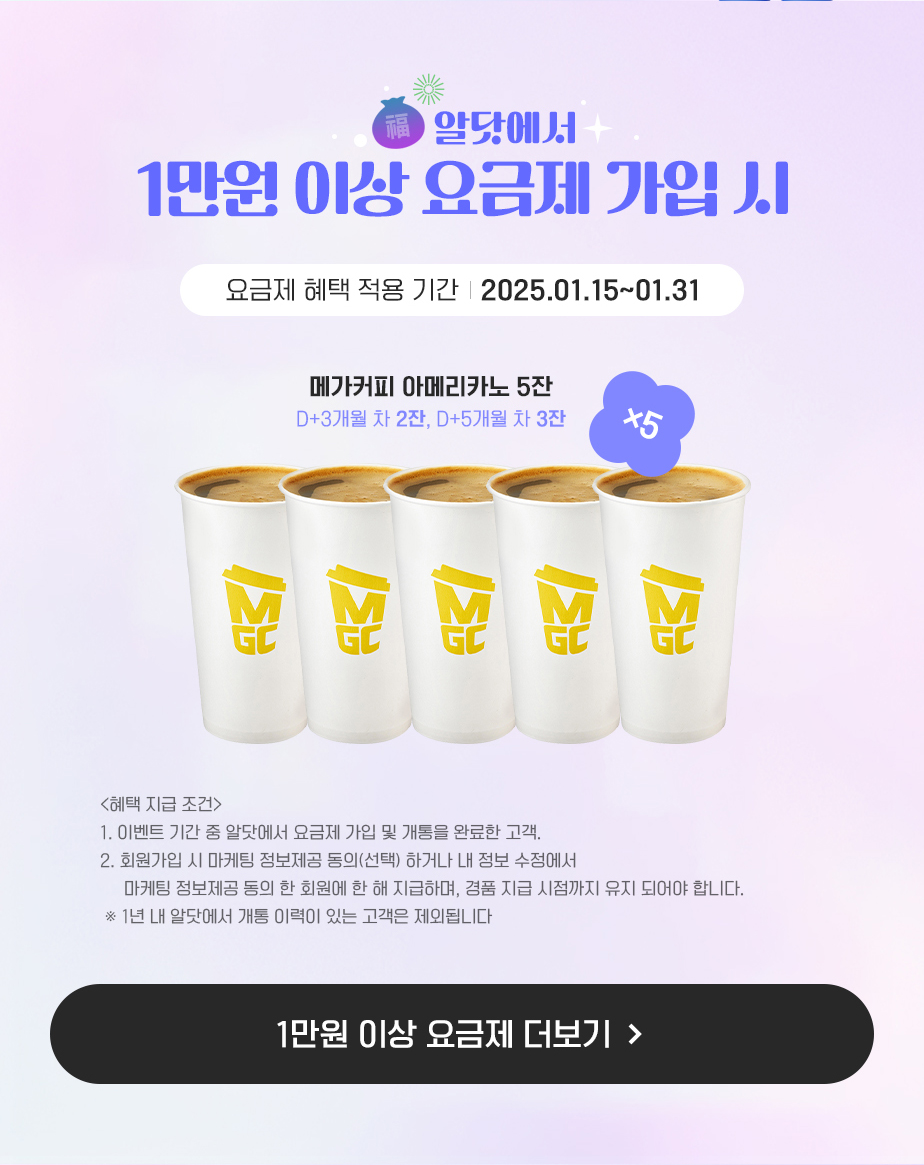 福
알닷에서
1만원 이상 요금제 가입 시
요금제 혜택 적용 기간 | 2025.01.15~01.31
메가커피 아메리카노 5잔
D+3개월 차 2잔, D+5개월 차 3잔
×5
M M M M M
GC GC GC GC GC
<혜택 지급 조건>
1. 이벤트 기간 중 알닷에서 요금제 가입 및 개통을 완료한 고객.
2. 회원가입 시 마케팅 정보제공 동의(선택) 하거나 내 정보 수정에서
마케팅 정보제공 동의 한 회원에 한 해 지급하며, 경품 지급 시점까지 유지 되어야 합니다.
※ 1년 내 알닷에서 개통 이력이 있는 고객은 제외됩니다
1만원 이상 요금제 더보기 >